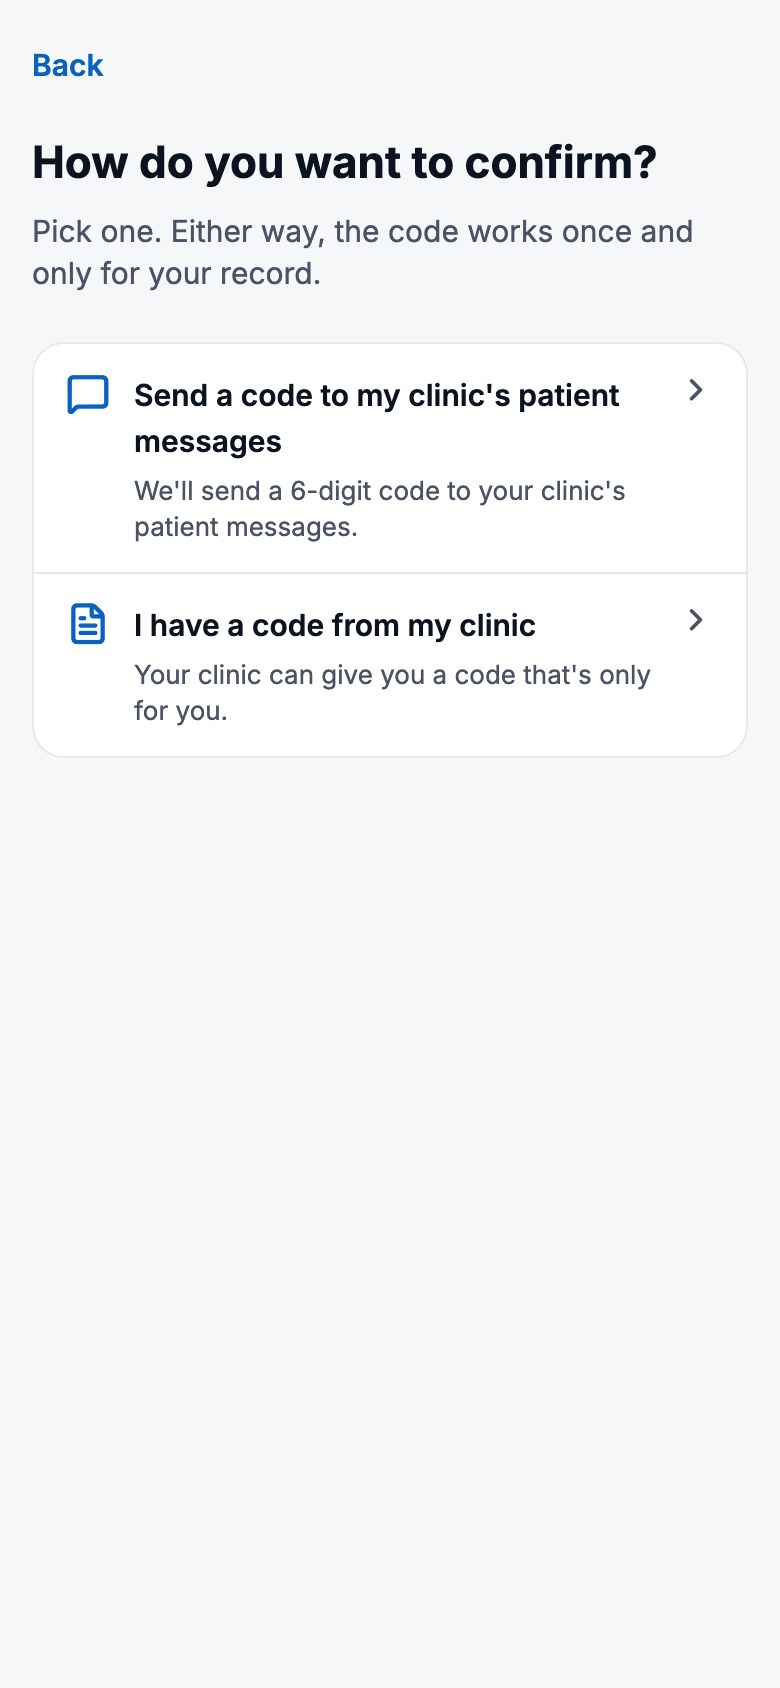 Back
How do you want to confirm?
Pick one. Either way, the code works once and
only for your record.
Send a code to my clinic's patient
messages
We'll send a 6-digit code to your clinic's
patient messages.
I have a code from my clinic
Your clinic can give you a code that's only
for you.